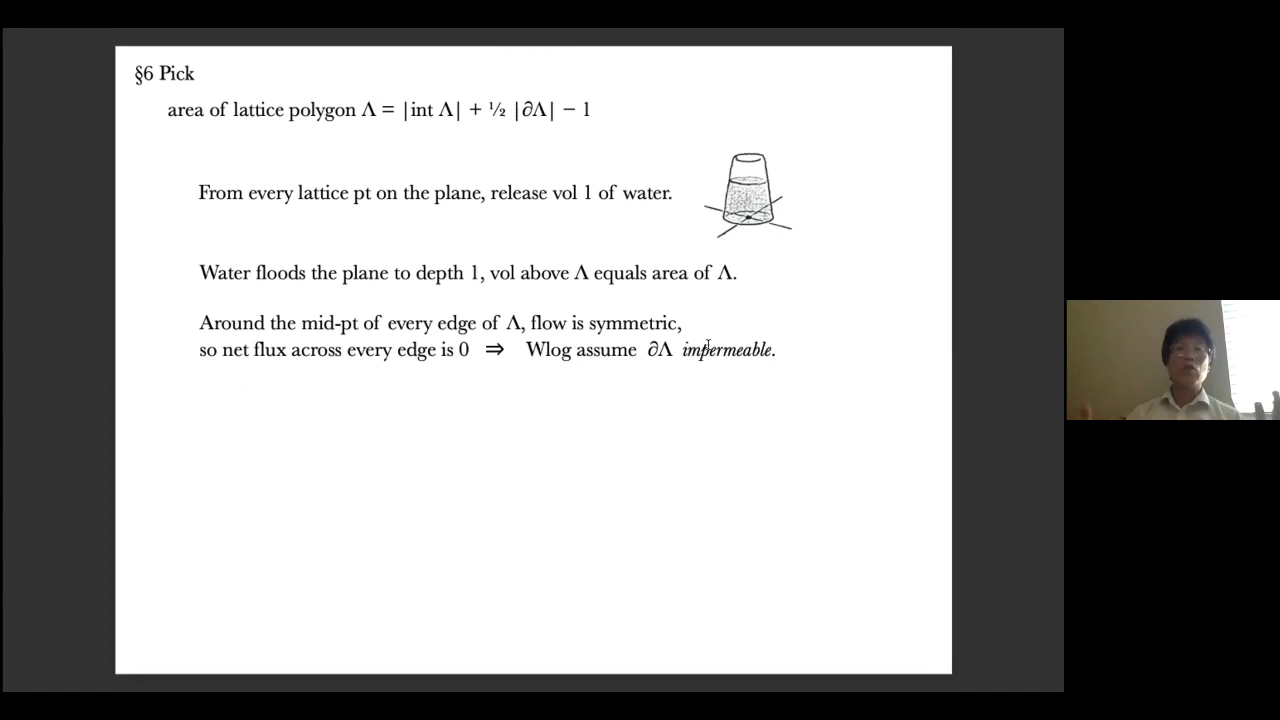 §6 Pick
area of lattice polygon Λ = |int Λ| + ½ |∂Λ| − 1
From every lattice pt on the plane, release vol 1 of water.
Water floods the plane to depth 1, vol above Λ equals area of Λ.
Around the mid-pt of every edge of Λ, flow is symmetric,
so net flux across every edge is 0 ⇒ Wlog assume ∂Λ impermeable.